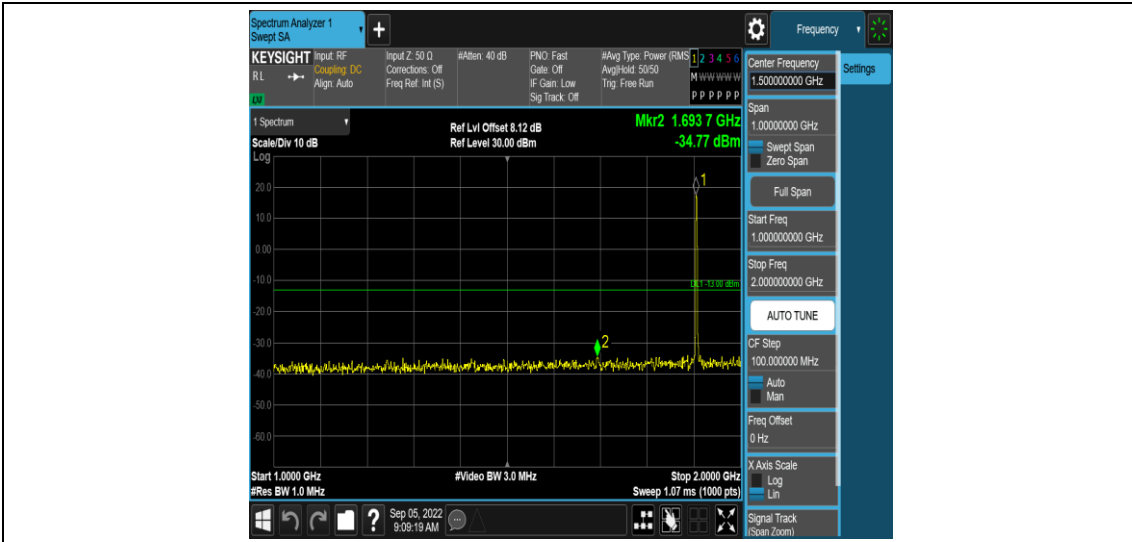 Spectrum Analyzer 1
Swept SA
+
Frequency
KEYSIGHT
RL
Input: RF
Coupling: DC
Align: Auto
Input Z: 50 Ω
Corrections: Off
Freq Ref: Int (S)
#Atten: 40 dB
PNO: Fast
Gate: Off
IF Gain: Low
Sig Track: Off
#Avg Type: Power (RMS
Avg|Hold: 50/50
Trig: Free Run
1 2 3 4 5 6
M W W W W W
P P P P P P
1 Spectrum
Scale/Div 10 dB
Log
Ref Lvl Offset 8.12 dB
Ref Level 30.00 dBm
Mkr2 1.693 7 GHz
-34.77 dBm
1
20.0
10.0
0.00
-10.0
DL1 -13.00 dBm
-20.0
-30.0
2
-40.0
-50.0
-60.0
Start 1.0000 GHz
#Res BW 1.0 MHz
#Video BW 3.0 MHz
Stop 2.0000 GHz
Sweep 1.07 ms (1000 pts)
?
Sep 05, 2022
9:09:19 AM
Center Frequency
1.500000000 GHz
Settings
Span
1.00000000 GHz
Swept Span
Zero Span
Full Span
Start Freq
1.000000000 GHz
Stop Freq
2.000000000 GHz
AUTO TUNE
CF Step
100.000000 MHz
Auto
Man
Freq Offset
0 Hz
X Axis Scale
Log
Lin
Signal Track
(Span Zoom)